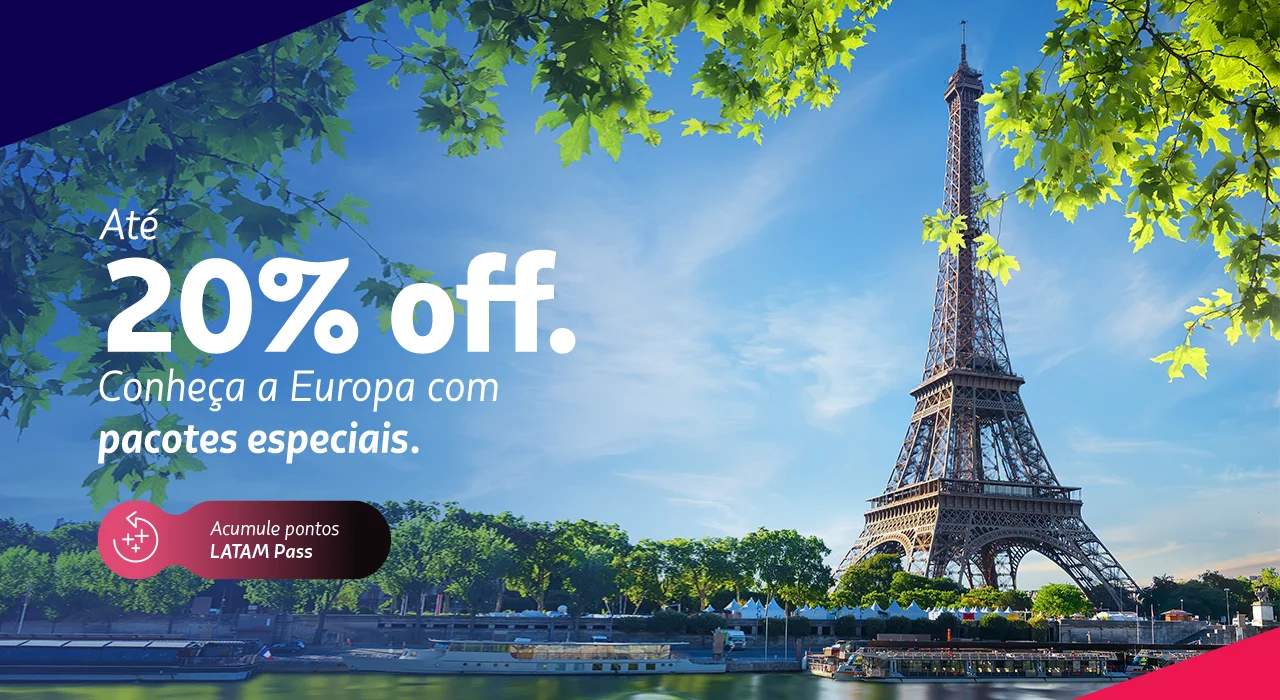 Até
20% off.
Conheça a Europa com
pacotes especiais.
Acumule pontos
LATAM Pass